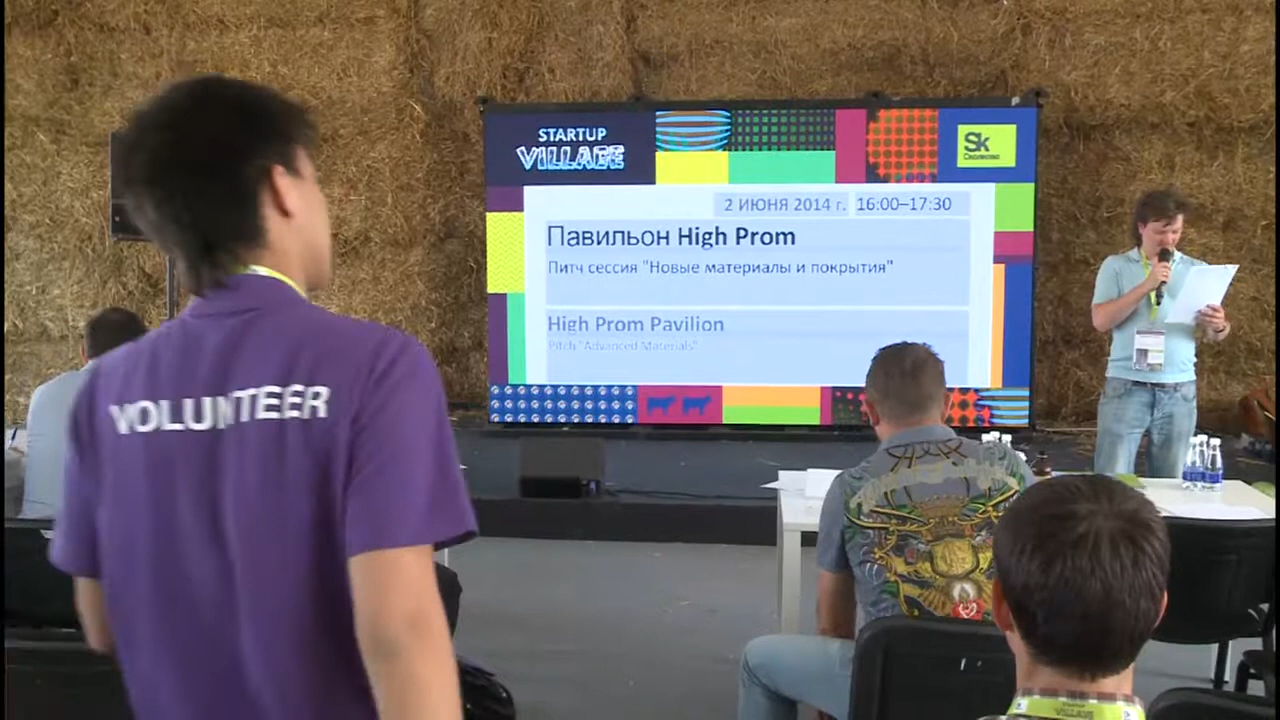 STARTUP
VILLAGE
Sk
Сколково
2 ИЮНЯ 2014 г. 16:00–17:30
Павильон High Prom
Питч сессия "Новые материалы и покрытия"
High Prom Pavilion
Pitch "Advanced Materials"
VOLUNTEER
VILLAGE